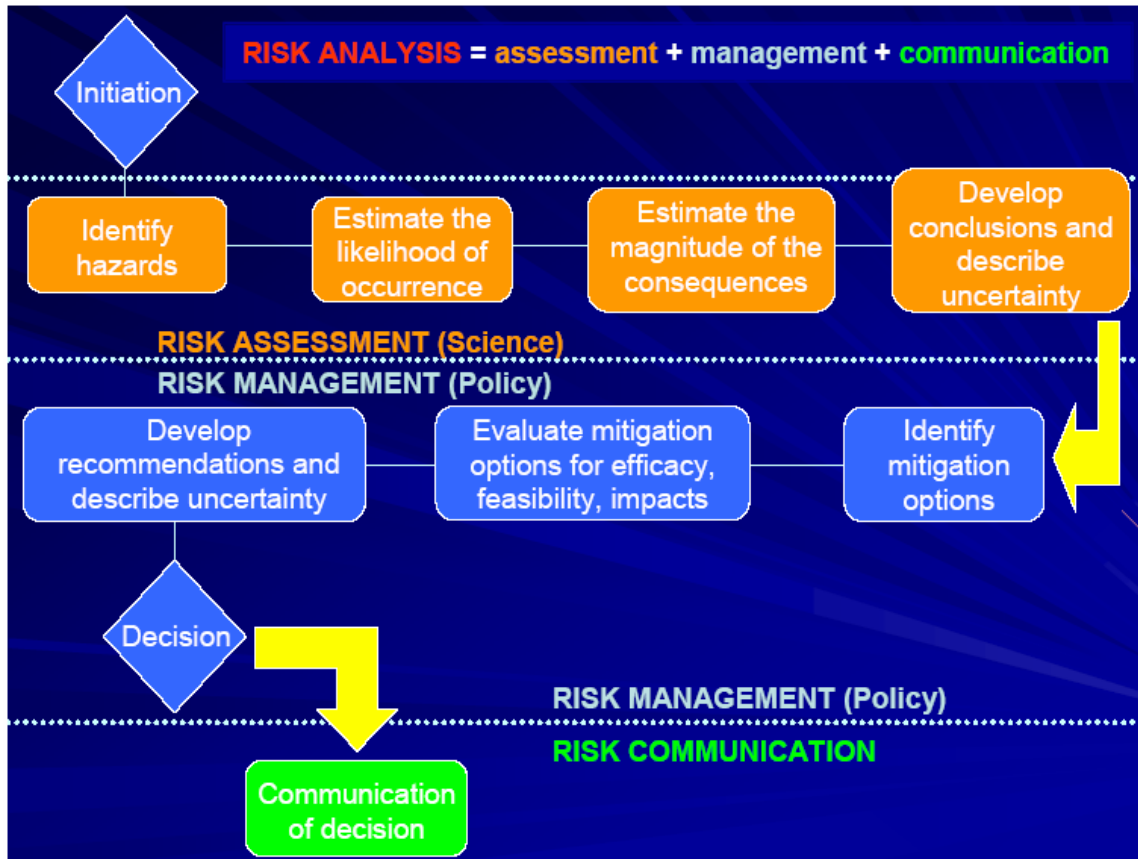 RISK ANALYSIS = assessment + management + communication
Initiation
Identify
hazards
Estimate the
likelihood of
occurrence
Estimate the
magnitude of the
consequences
Develop
conclusions and
describe
uncertainty
RISK ASSESSMENT (Science)
RISK MANAGEMENT (Policy)
Develop
recommendations and
describe uncertainty
Evaluate mitigation
options for efficacy,
feasibility, impacts
Identify
mitigation
options
Decision
RISK MANAGEMENT (Policy)
RISK COMMUNICATION
Communication
of decision